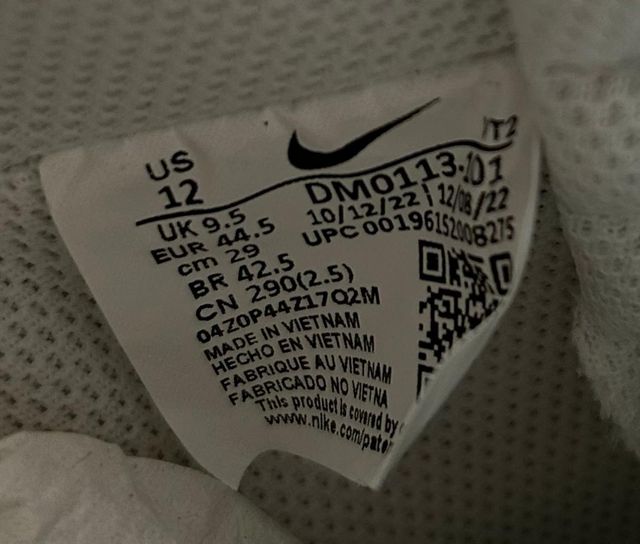 US
12
/T2
DM0113-101
10/12/22 | 12/08/22
UPC 00196152008275
UK 9.5
EUR 44.5
cm 29
BR 42.5
CN 290(2.5)
04Z0P44Z17Q2M
MADE IN VIETNAM
HECHO EN VIETNAM
FABRIQUE AU VIETNAM
FABRICADO NO VIETNA
This product is covered by
www.nike.com/pate